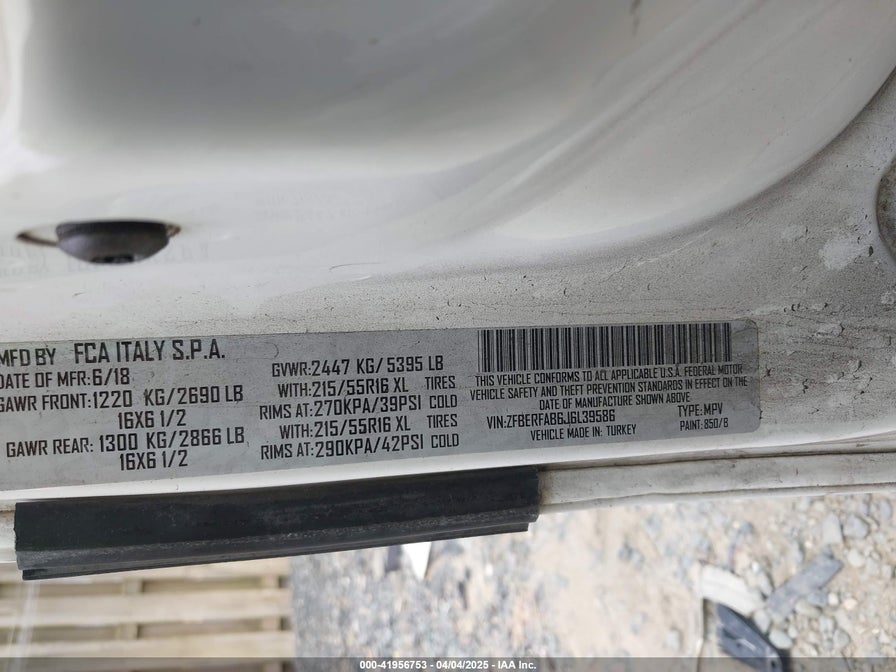 MFD BY FCA ITALY S.P.A.
DATE OF MFR:6/18
GAWR FRONT:1220 KG/2690 LB
16X6 1/2
GAWR REAR: 1300 KG/2866 LB
16X6 1/2
GVWR:2447 KG/ 5395 LB
WITH:215/55R16 XL TIRES
RIMS AT:270KPA/39PSI COLD
WITH:215/55R16 XL TIRES
RIMS AT:290KPA/42PSI COLD
THIS VEHICLE CONFORMS TO ALL APPLICABLE U.S.A. FEDERAL MOTOR
VEHICLE SAFETY AND THEFT PREVENTION STANDARDS IN EFFECT ON THE
DATE OF MANUFACTURE SHOWN ABOVE
VIN:ZFBERFAB6J6L39586 TYPE: MPV
VEHICLE MADE IN: TURKEY PAINT: 850/B
000-41956753 - 04/04/2025 - IAA Inc.